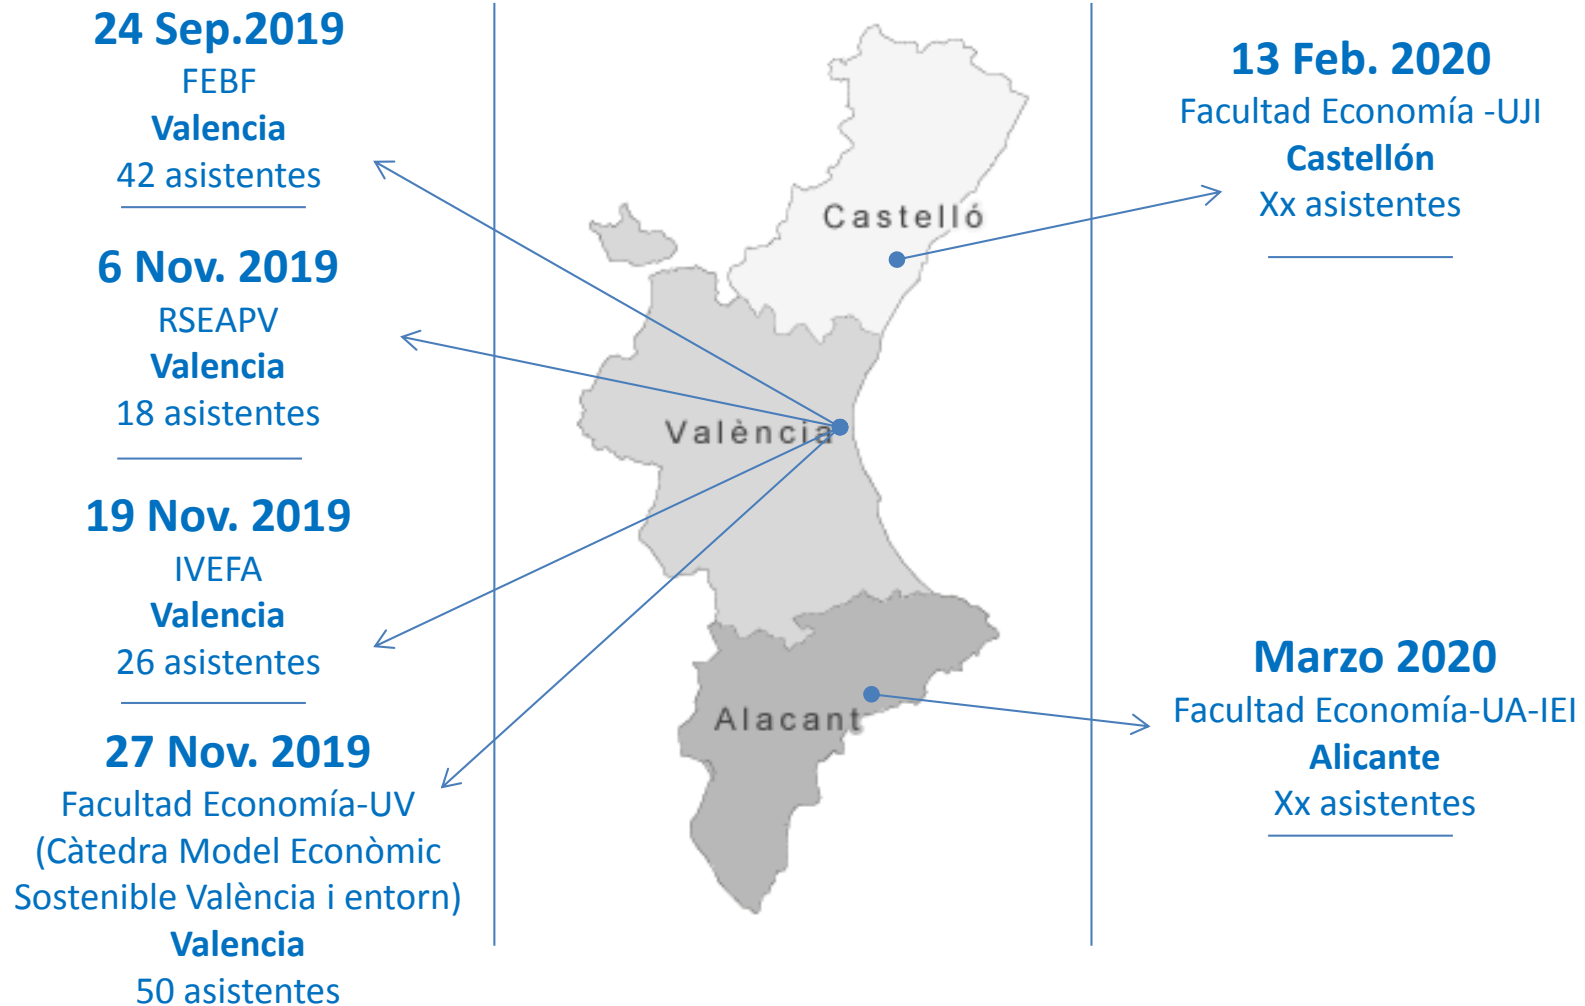 24 Sep.2019
FEBF
Valencia
42 asistentes
6 Nov. 2019
RSEAPV
Valencia
18 asistentes
19 Nov. 2019
IVEFA
Valencia
26 asistentes
27 Nov. 2019
Facultad Economía-UV
(Càtedra Model Econòmic
Sostenible València i entorn)
Valencia
50 asistentes
Castelló
València
Alacant
13 Feb. 2020
Facultad Economía -UJI
Castellón
Xx asistentes
Marzo 2020
Facultad Economía-UA-IEI
Alicante
Xx asistentes